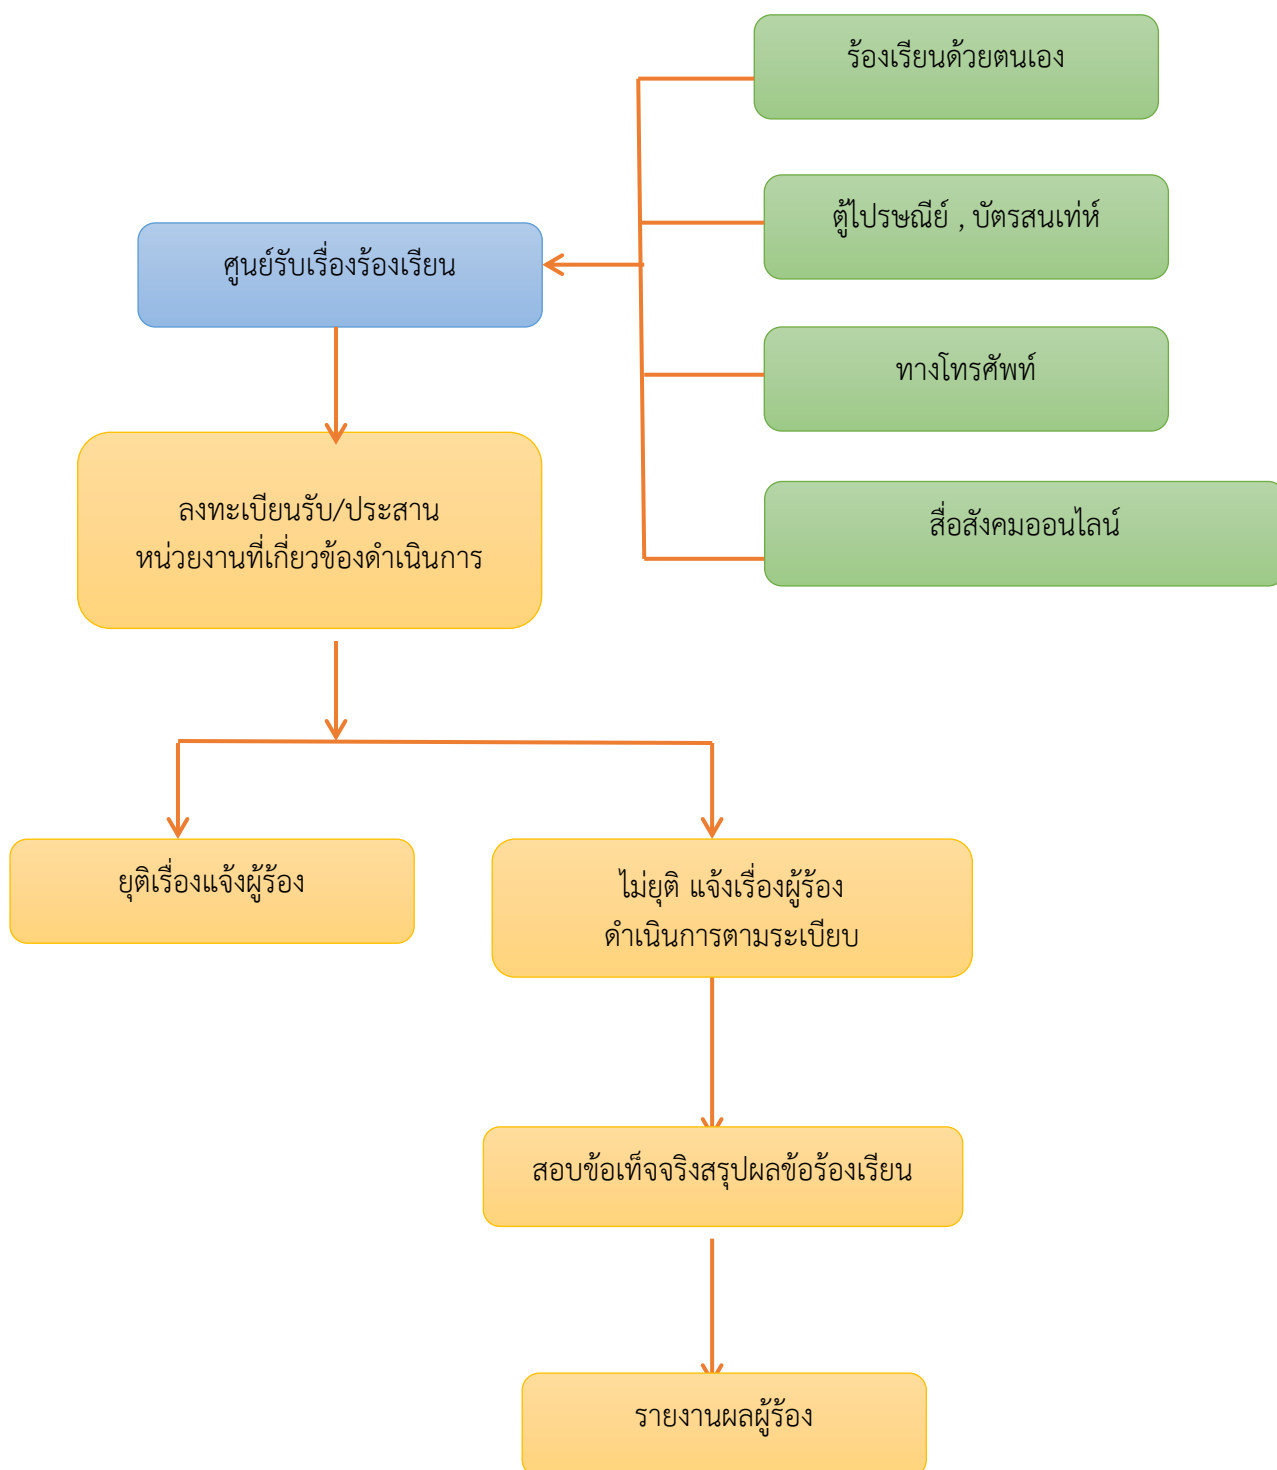 ร้องเรียนด้วยตนเอง
ตู้ไปรษณีย์ , บัตรสนเท่ห์
ศูนย์รับเรื่องร้องเรียน
ทางโทรศัพท์
ลงทะเบียนรับ/ประสาน
หน่วยงานที่เกี่ยวข้องดำเนินการ
สื่อสังคมออนไลน์
ยุติเรื่องแจ้งผู้ร้อง
ไม่ยุติ แจ้งเรื่องผู้ร้อง
ดำเนินการตามระเบียบ
สอบข้อเท็จจริงสรุปผลข้อร้องเรียน
รายงานผลผู้ร้อง